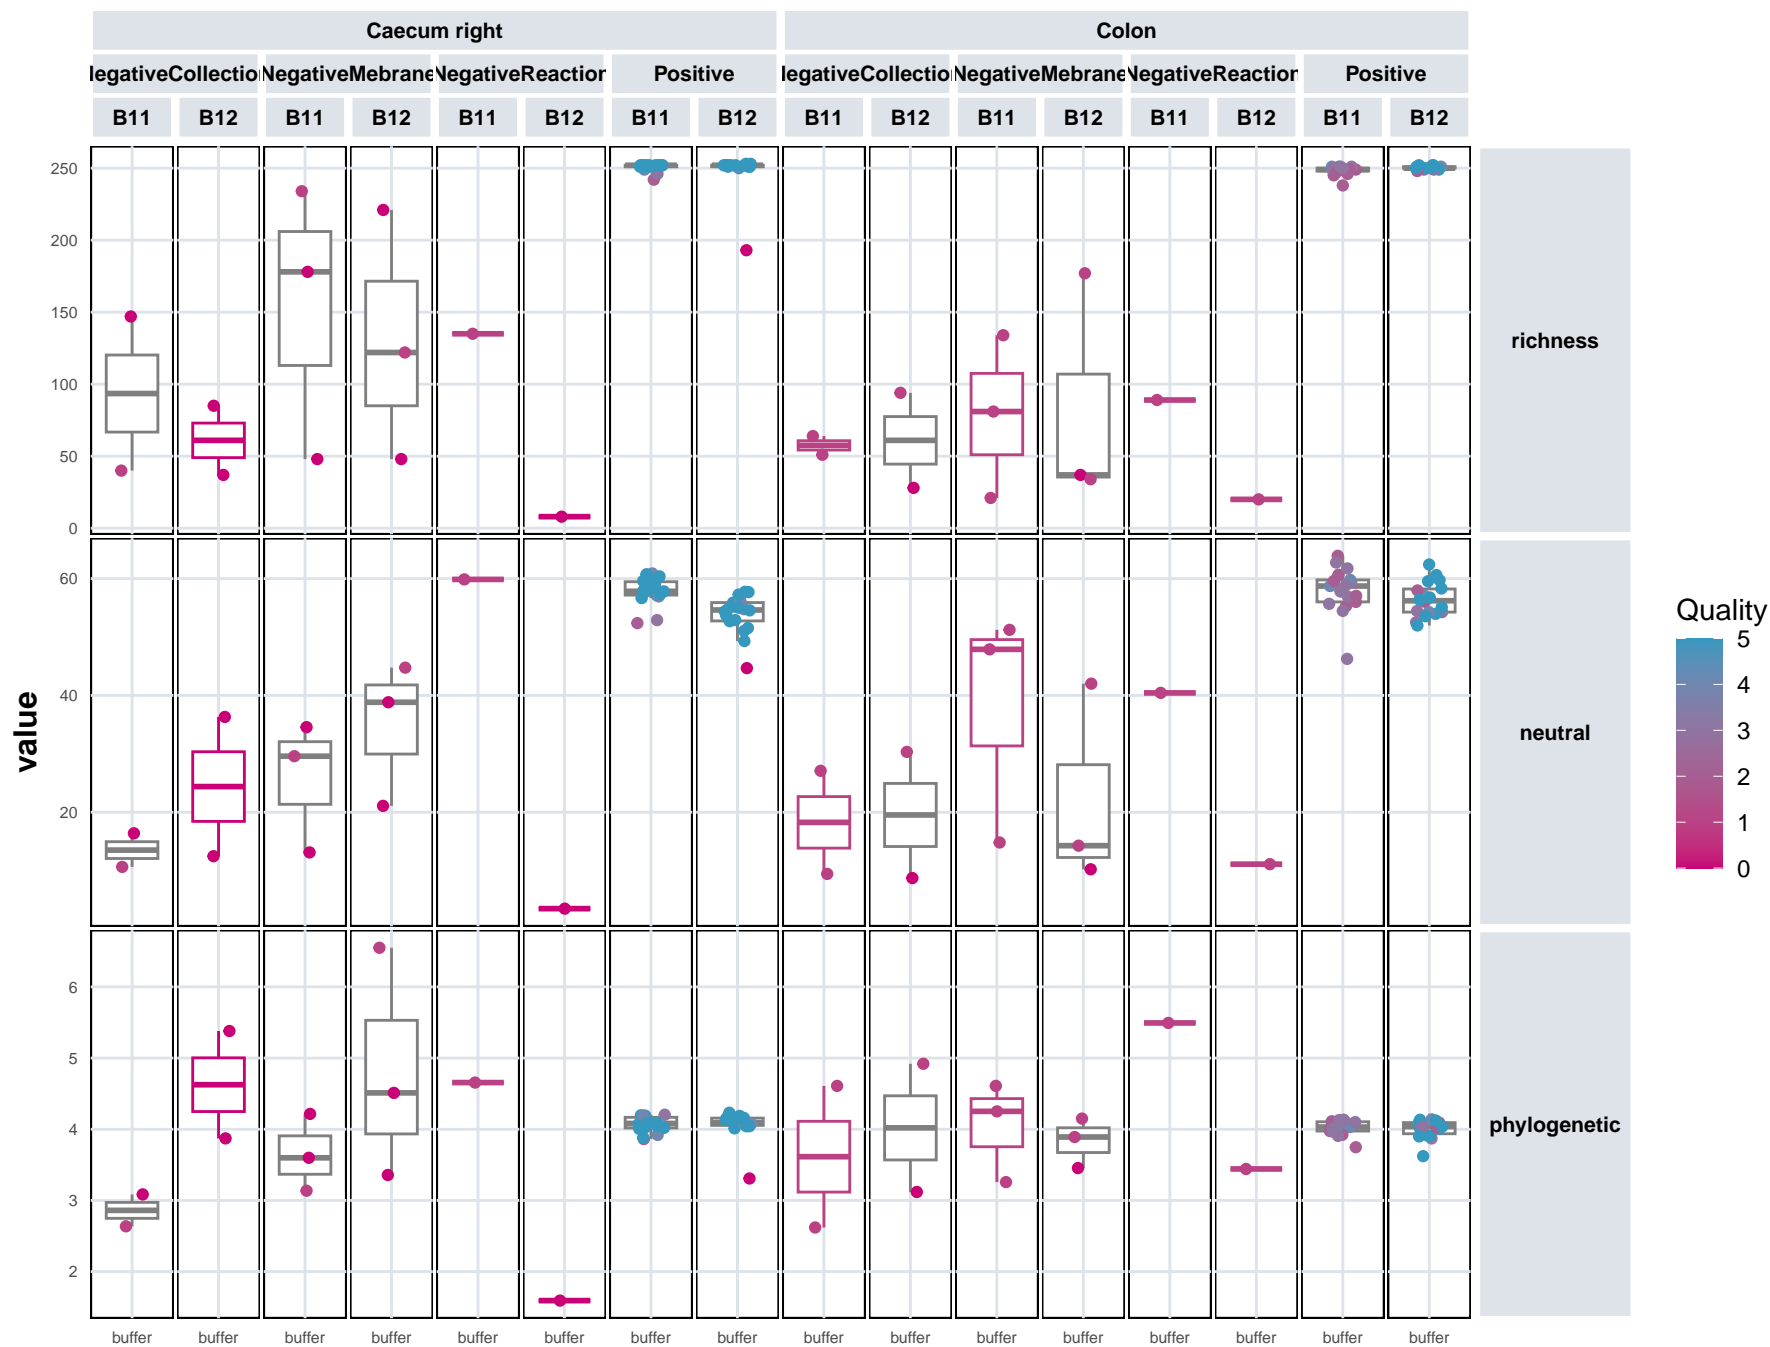 Caecum right Colon
NegativeMebrane NegativeReaction Positive NegativeMebrane NegativeReaction Positive
B11 B12 B11 B12 B11 B12 B11 B12 B11 B12 B11 B12 B11 B12 B11 B12
250
200
150
100
50
0
richness
60
40
20
neutral
6
5
4
3
2
phylogenetic
buffer buffer buffer buffer buffer buffer buffer buffer buffer buffer buffer buffer buffer buffer buffer buffer
value
Quality
5
4
3
2
1
0